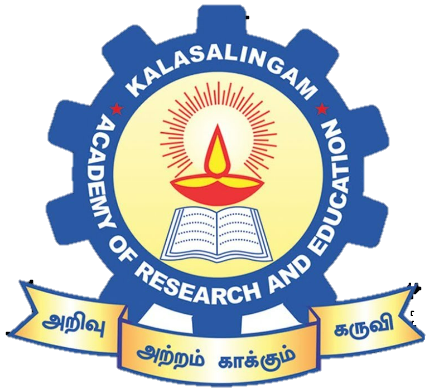 KALASALINGAM
ACADEMY OF RESEARCH AND EDUCATION
அறிவு
அற்றம் காக்கும்
கருவி